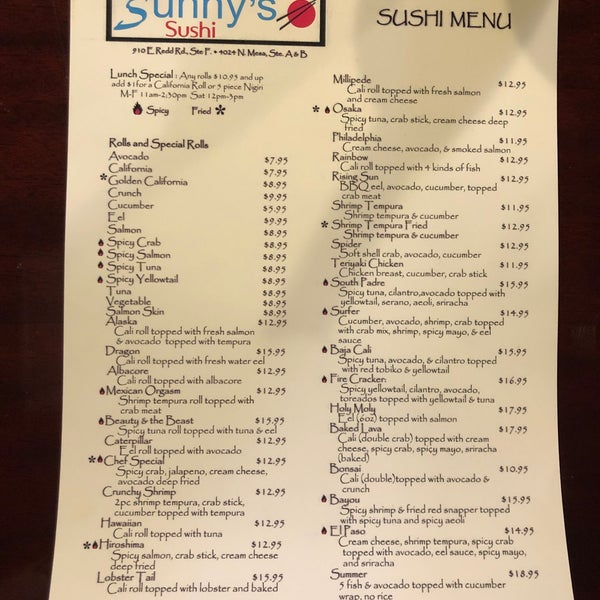 Sunny's
Sushi
910 E. Redd Rd., Ste F. • 4024 N. Mesa, Ste. A & B
SUSHI MENU
Lunch Special : Any rolls $10.95 and up
add $1 for a California Roll or 5 piece Nigiri
M-F 11am-2:30pm Sat 12pm-3pm
Spicy Fried *
Rolls and Special Rolls
Avocado $7.95
California $7.95
* Golden California $8.95
Crunch $9.95
Cucumber $5.95
Eel $9.95
Salmon $8.95
Spicy Crab $8.95
Spicy Salmon $8.95
Spicy Tuna $8.95
Spicy Yellowtail $8.95
Tuna $8.95
Vegetable $8.95
Salmon Skin $8.95
Alaska $12.95
Cali roll topped with fresh salmon
& avocado topped with tempura
Dragon $15.95
Cali roll topped with fresh water eel
Albacore $12.95
Cali roll topped with albacore
Mexican Orgasm $12.95
Shrimp tempura roll topped with
crab meat
Beauty & the Beast $15.95
Spicy tuna roll topped with tuna & eel
Caterpillar $12.95
Eel roll topped with avocado
* Chef Special $12.95
Spicy crab, jalapeno, cream cheese,
avocado deep fried
Crunchy Shrimp $12.95
2pc shrimp tempura, crab stick,
cucumber topped with tempura
Hawaiian $12.95
Cali roll topped with tuna
* Hiroshima $12.95
Spicy salmon, crab stick, cream cheese
deep fried
Lobster Tail $15.95
Cali roll topped with lobster and baked
Millipede $12.95
Cali roll topped with fresh salmon
and cream cheese
* Osaka $12.95
Spicy tuna, crab stick, cream cheese deep
fried
Philadelphia $11.95
Cream cheese, avocado, & smoked salmon
Rainbow $12.95
Cali roll topped with 4 kinds of fish
Rising Sun $12.95
BBQ eel, avocado, cucumber, topped
crab meat
Shrimp Tempura $11.95
Shrimp tempura & cucumber
* Shrimp Tempura Fried $12.95
Shrimp tempura & cucumber
Spider $12.95
Soft shell crab, avocado, cucumber
Teriyaki Chicken $11.95
Chicken breast, cucumber, crab stick
South Padre $15.95
Spicy tuna, cilantro, avocado topped with
yellowtail, serano, aeoli, sriracha
Surfer $14.95
Cucumber, avocado, shrimp, crab topped
with crab mix, shrimp, spicy mayo, & eel
sauce
Baja Cali $15.95
Spicy tuna, avocado, & cilantro topped
with red tobiko & yellowtail
Fire Cracker: $16.95
Spicy yellowtail, cilantro, avocado,
toreados topped with yellowtail & tuna
Holy Moly $17.95
Eel (6oz) topped with salmon
Baked Lava $17.95
Cali (double crab) topped with cream
cheese, spicy crab, spicy mayo, sriracha
(baked)
Bonsai $10.95
Cali (double)topped with avocado &
crunch
Bayou $15.95
Spicy shrimp & fried red snapper topped
with spicy tuna and spicy aeoli
El Paso $14.95
Cream cheese, shrimp tempura, spicy crab
topped with avocado, eel sauce, spicy mayo,
and sriracha
Summer $18.95
5 fish & avocado topped with cucumber
wrap, no rice